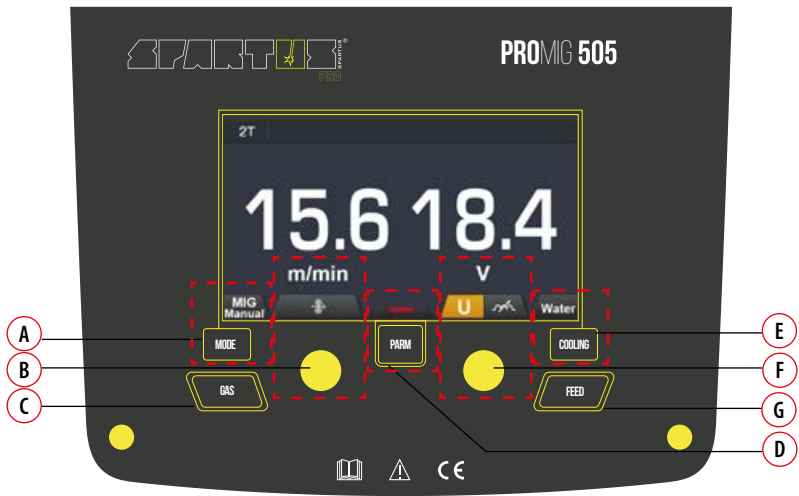 SPARTUS®
SPARTUS
PRO
PROMIG 505
2T
15.6 18.4
m/min V
MIG
Manual
U
Water
A
MODE
PARM
COOLING
E
B
F
C
GAS
FEED
G
D
CE